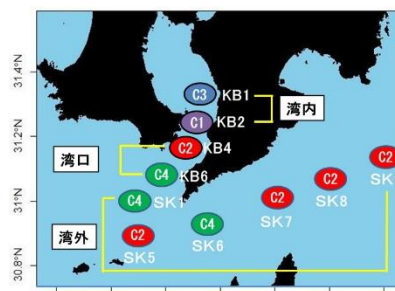 31.4°N
C3 KB1
湾内
31.2°N
C1 KB2
C2 KB4
湾口
C4 KB6
C2
C2 SK8
31°N
C4 SK1
C2 SK7
湾外
C4 SK6
C2 SK5
30.8°N